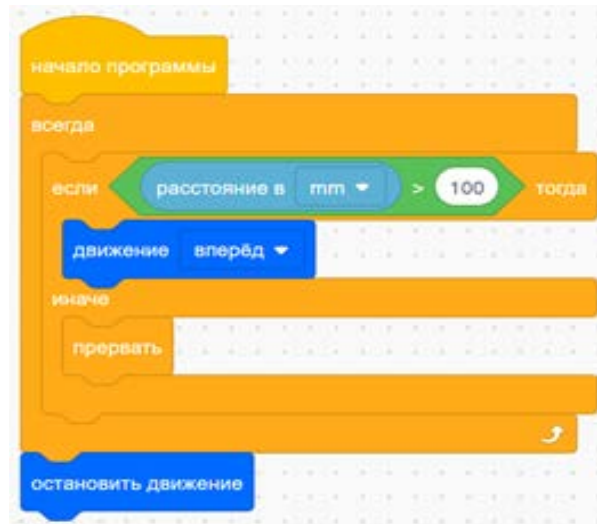 начало программы
всегда
если расстояние в mm > 100 тогда
движение вперёд
иначе
прервать
остановить движение